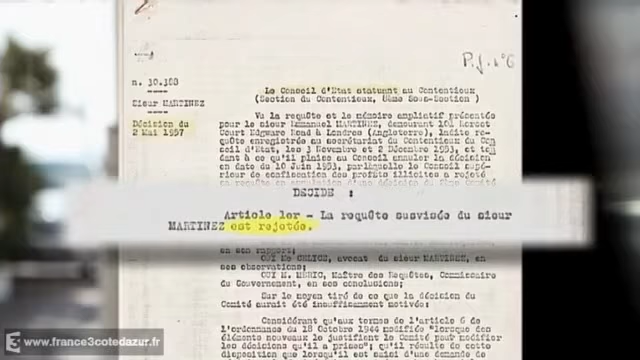 P.J. n°6
n. 30.388
Sieur MARTINEZ
Décision du
2 Mai 1957
Le Conseil d'Etat statuant au Contentieux
(Section du Contentieux, Sous-Section)
Vu la requête et le mémoire ampliatif présentés
pour le sieur Emmanuel MARTINEZ, demeurant 101
Court Edgware Road à Londres (Angleterre), ladite re-
quête enregistrée au secrétariat du Contentieux du Con-
seil d'Etat, les 3 Novembre et 2 Décembre 1953, et ten-
dant à ce qu'il plaise au Conseil annuler la décision
en date du 10 Juin 1953, par laquelle le Conseil supé-
rieur de confiscation des profits illicites a rejeté
DECIDE :
Article 1er - La requête susvisée du sieur
MARTINEZ est rejetée.
en son rapport;
OUI Me CELICE, avocat du sieur MARTINEZ, en
ses observations;
OUI M. Maître des Requêtes, Commissaire
du Gouvernement, en ses conclusions;
Sur le moyen tiré de ce que la décision du
Comité aurait été insuffisamment motivée:
Considérant qu'aux termes de l'article 6 de
l'ordonnance du 18 Octobre 1944 modifiée "lorsque des
éléments nouveaux le justifient le Comité peut modifier
les décisions qu'il a prises"; qu'il résulte de cette
disposition que lorsqu'il est saisi d'une demande de
3 www.france3cotedazur.fr